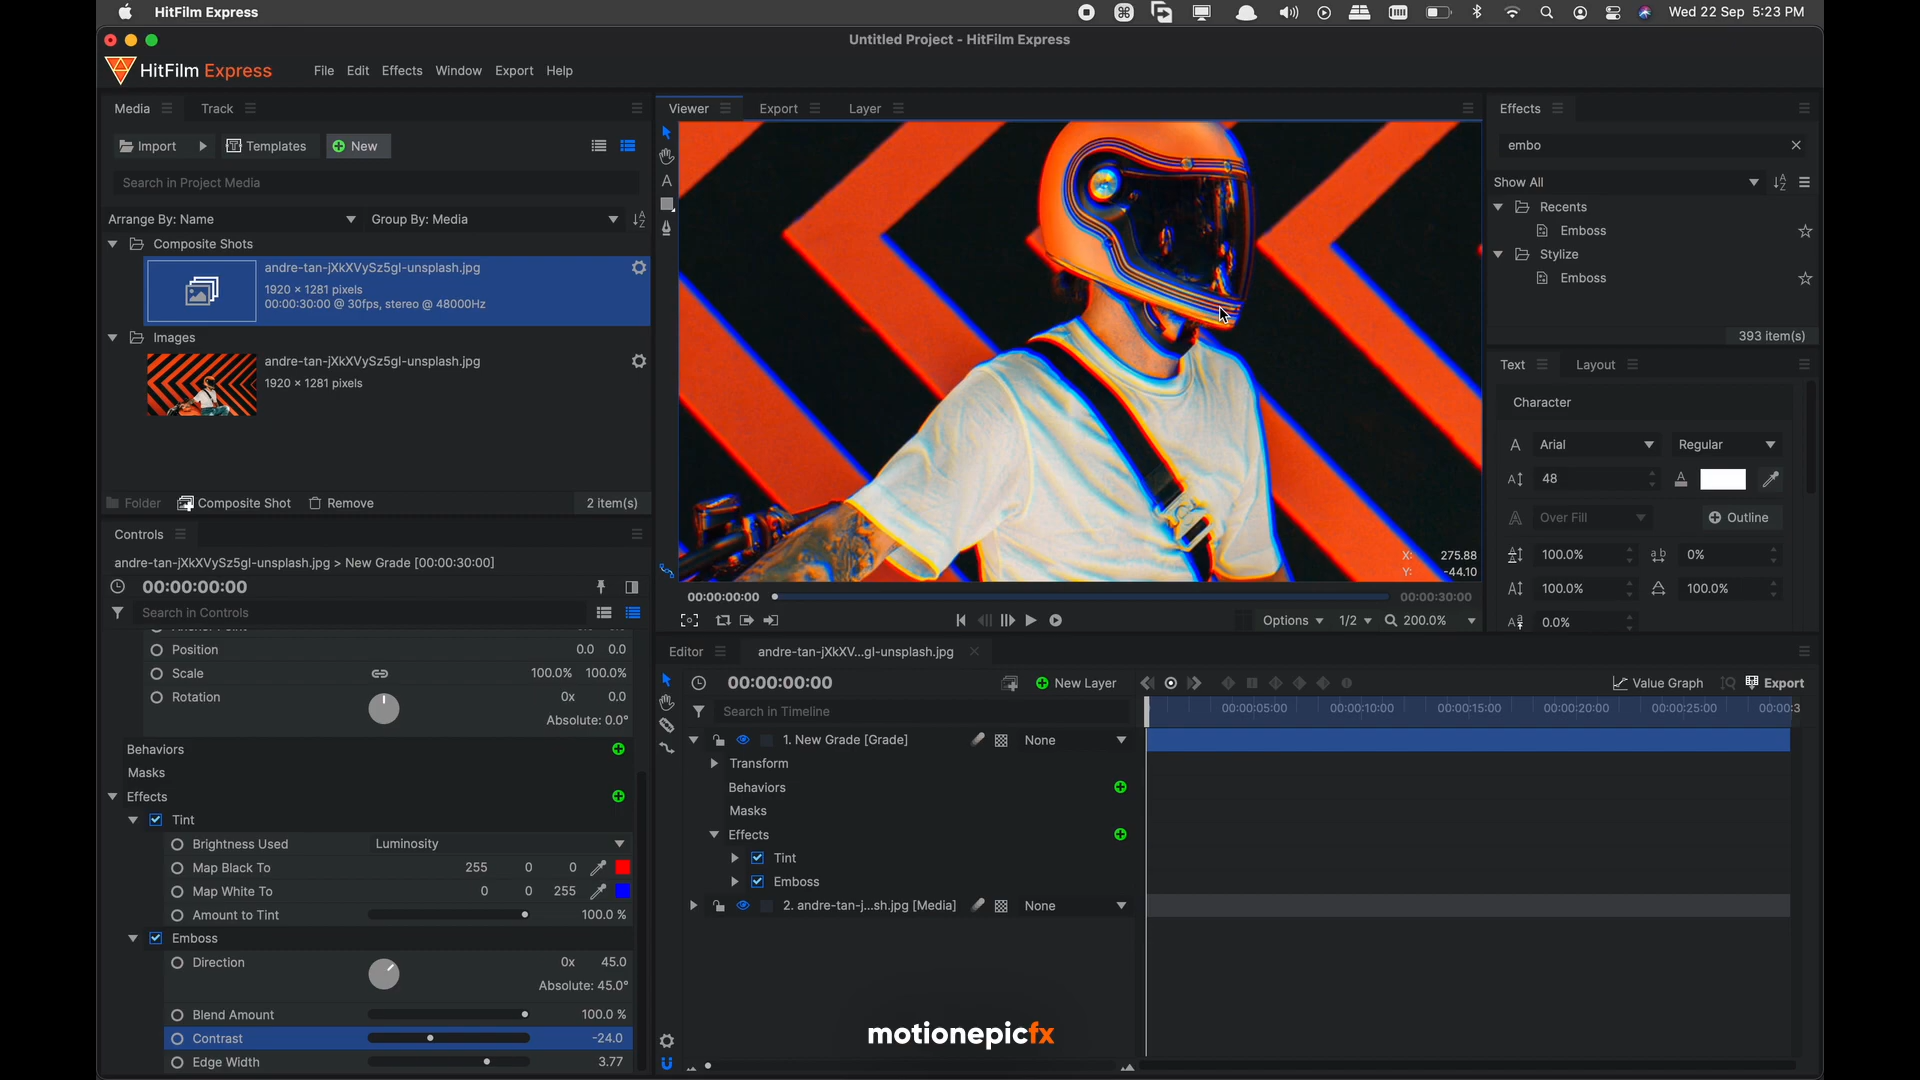 HitFilm Express
Wed 22 Sep 5:23 PM
Untitled Project - HitFilm Express
HitFilm Express
File Edit Effects Window Export Help
Media
Track
Import
Templates
New
Search in Project Media
Arrange By: Name
Group By: Media
Composite Shots
andre-tan-jXkXVySz5gI-unsplash.jpg
1920 × 1281 pixels
00:00:30:00 @ 30fps, stereo @ 48000Hz
Images
andre-tan-jXkXVySz5gI-unsplash.jpg
1920 × 1281 pixels
Folder
Composite Shot
Remove
2 item(s)
Viewer
Export
Layer
X: 275.88
Y: -44.10
00:00:00:00
00:00:30:00
Options
1/2
200.0%
Effects
embo
Show All
Recents
Emboss
Stylize
Emboss
393 item(s)
Text
Layout
Character
Arial
Regular
48
Over Fill
Outline
100.0%
0%
100.0%
100.0%
0.0%
Controls
andre-tan-jXkXVySz5gI-unsplash.jpg > New Grade [00:00:30:00]
00:00:00:00
Search in Controls
Position 0.0 0.0
Scale 100.0% 100.0%
Rotation 0x 0.0
Absolute: 0.0°
Behaviors
Masks
Effects
Tint
Brightness Used Luminosity
Map Black To 255 0 0
Map White To 0 0 255
Amount to Tint 100.0 %
Emboss
Direction 0x 45.0
Absolute: 45.0°
Blend Amount 100.0 %
Contrast -24.0
Edge Width 3.77
Editor
andre-tan-jXkXV...gI-unsplash.jpg
00:00:00:00
New Layer
Value Graph
Export
Search in Timeline
00:00:05:00 00:00:10:00 00:00:15:00 00:00:20:00 00:00:25:00 00:00:3
1. New Grade [Grade] None
Transform
Behaviors
Masks
Effects
Tint
Emboss
2. andre-tan-j...sh.jpg [Media] None
motionepicfx